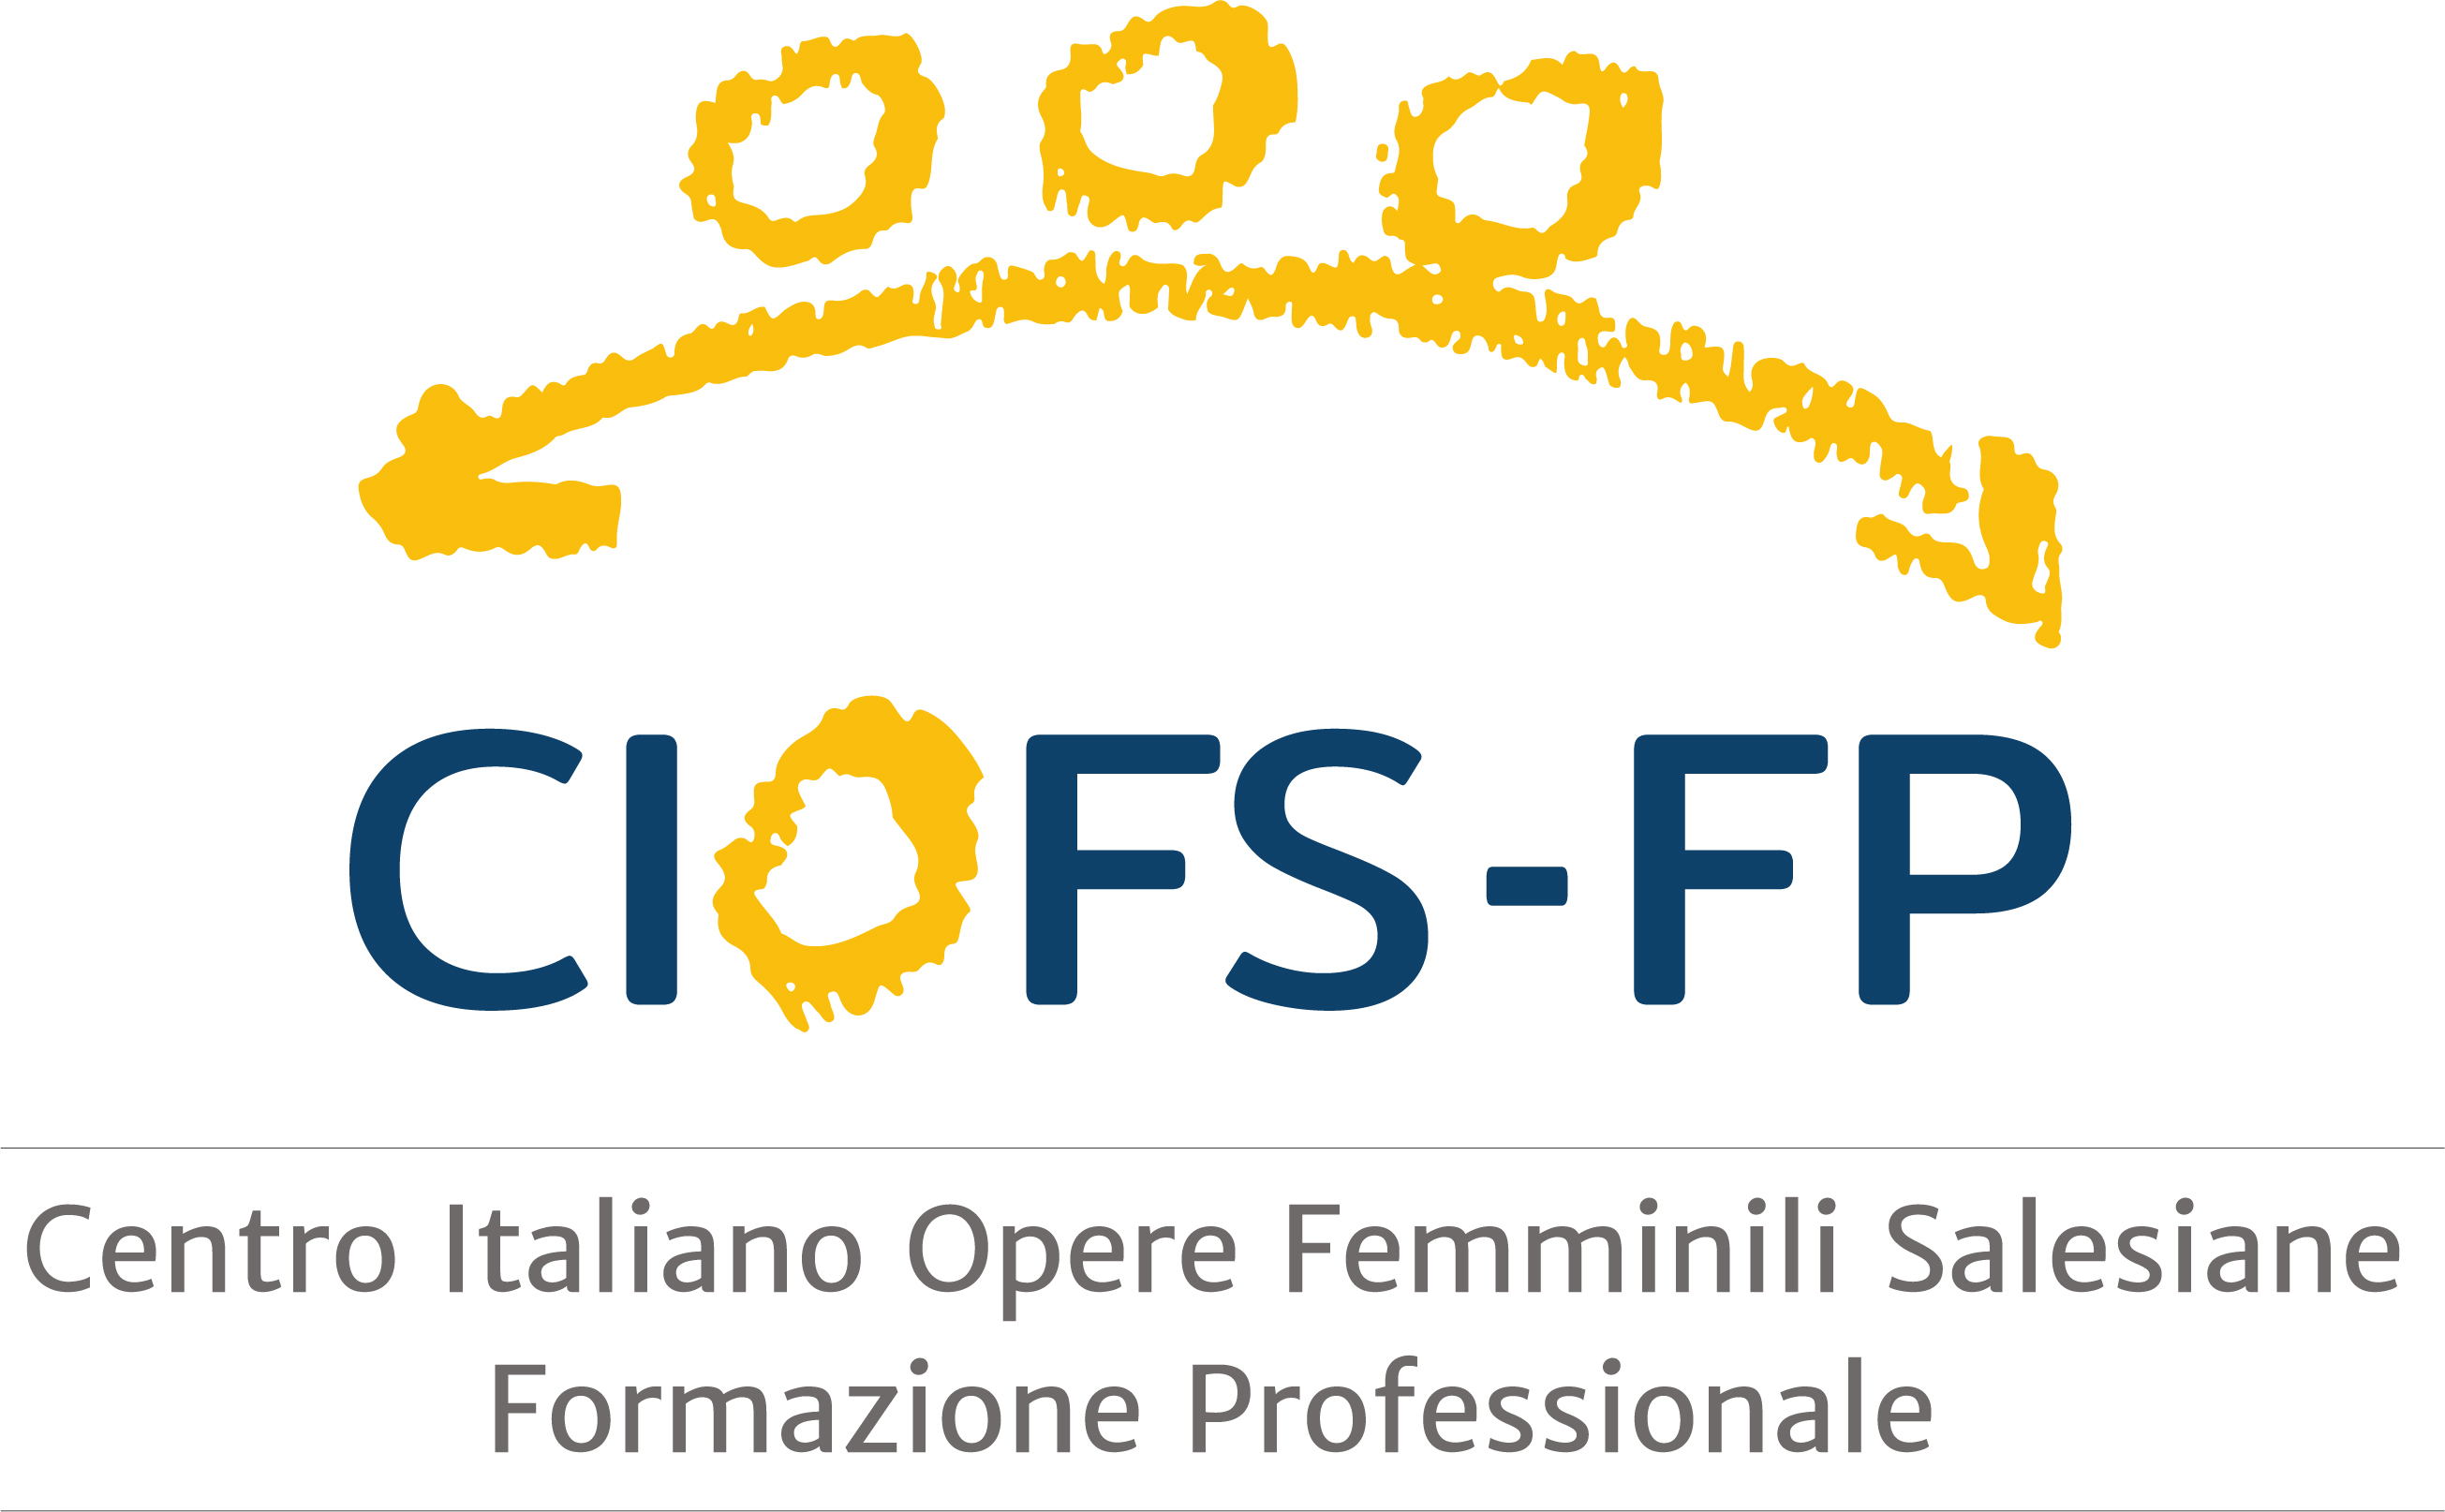 CIOFS-FP
Centro Italiano Opere Femminili Salesiane
Formazione Professionale